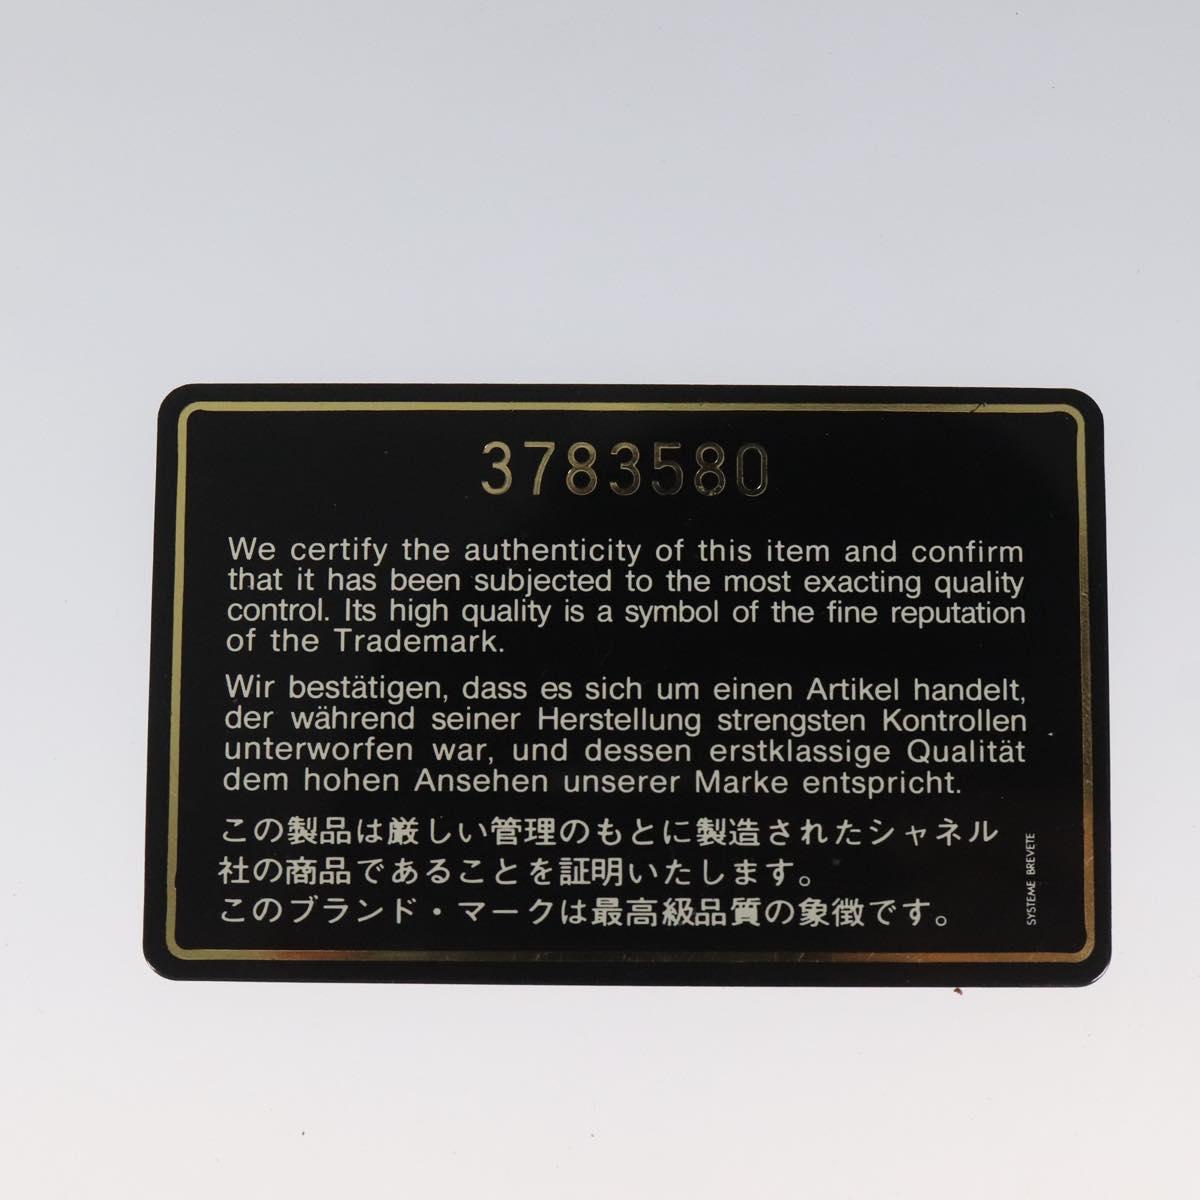 3783580
We certify the authenticity of this item and confirm
that it has been subjected to the most exacting quality
control. Its high quality is a symbol of the fine reputation
of the Trademark.
Wir bestätigen, dass es sich um einen Artikel handelt,
der während seiner Herstellung strengsten Kontrollen
unterworfen war, und dessen erstklassige Qualität
dem hohen Ansehen unserer Marke entspricht.
この製品は厳しい管理のもとに製造されたシャネル
社の商品であることを証明いたします。
このブランド・マークは最高級品質の象徴です。
SYSTEME BREVETE